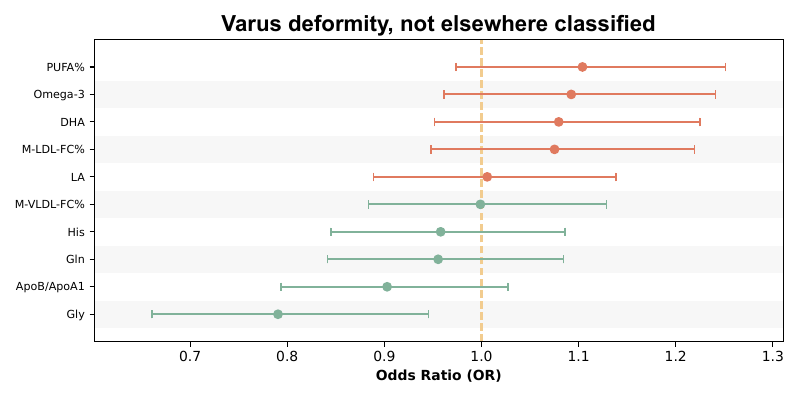 Varus deformity, not elsewhere classified
PUFA%
Omega-3
DHA
M-LDL-FC%
LA
M-VLDL-FC%
His
Gln
ApoB/ApoA1
Gly
0.7 0.8 0.9 1.0 1.1 1.2 1.3
Odds Ratio (OR)